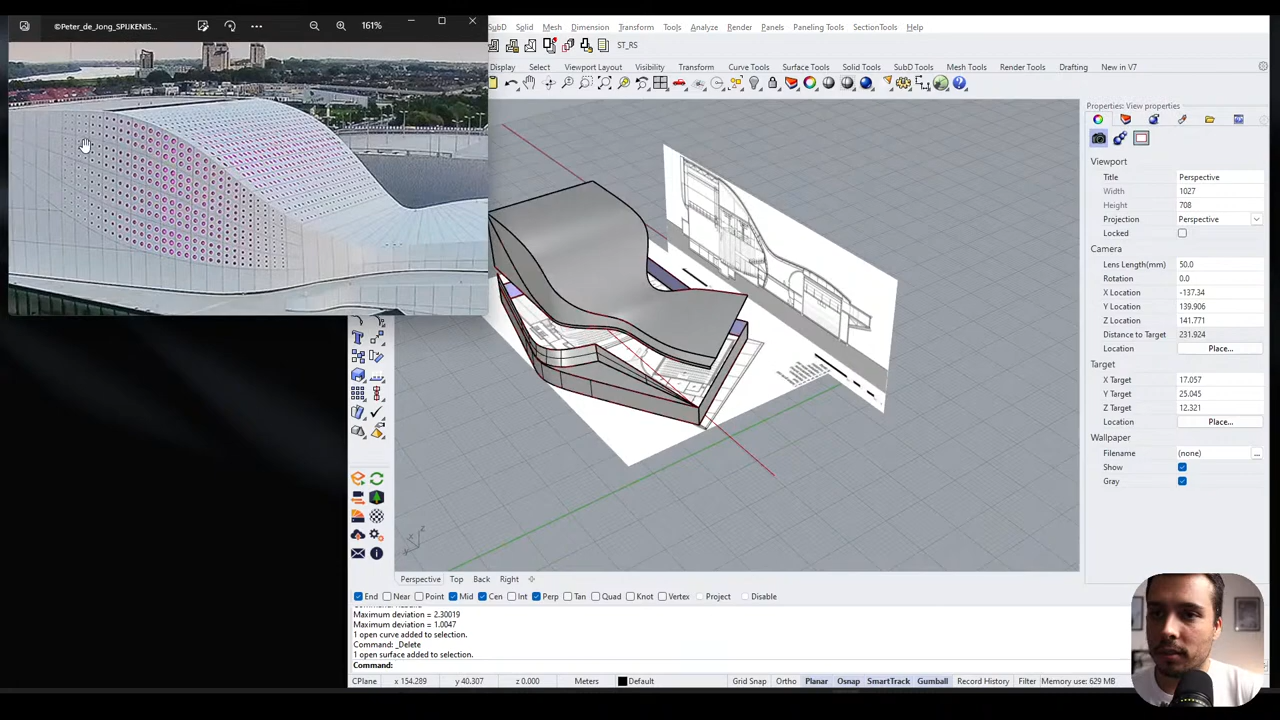 ©Peter_de_Jong_SPIJKENIS...
161%
SubD Solid Mesh Dimension Transform Tools Analyze Render Panels Paneling Tools SectionTools Help
ST_RS
Display Select Viewport Layout Visibility Transform Curve Tools Surface Tools Solid Tools SubD Tools Mesh Tools Render Tools Drafting New in V7
Properties: View properties
Viewport
Title Perspective
Width 1027
Height 708
Projection Perspective
Locked
Camera
Lens Length(mm) 50.0
Rotation 0.0
X Location -137.34
Y Location 139.906
Z Location 141.771
Distance to Target 231.924
Location Place...
Target
X Target 17.057
Y Target 25.045
Z Target 12.321
Location Place...
Wallpaper
Filename (none) ...
Show
Gray
z
x
Perspective Top Back Right
End Near Point Mid Cen Int Perp Tan Quad Knot Vertex Project Disable
Maximum deviation = 2.30019
Maximum deviation = 1.0047
1 open curve added to selection.
Command: _Delete
1 open surface added to selection.
Command:
CPlane x 154.289 y 40.307 z 0.000 Meters Default Grid Snap Ortho Planar Osnap SmartTrack Gumball Record History Filter Memory use: 629 MB